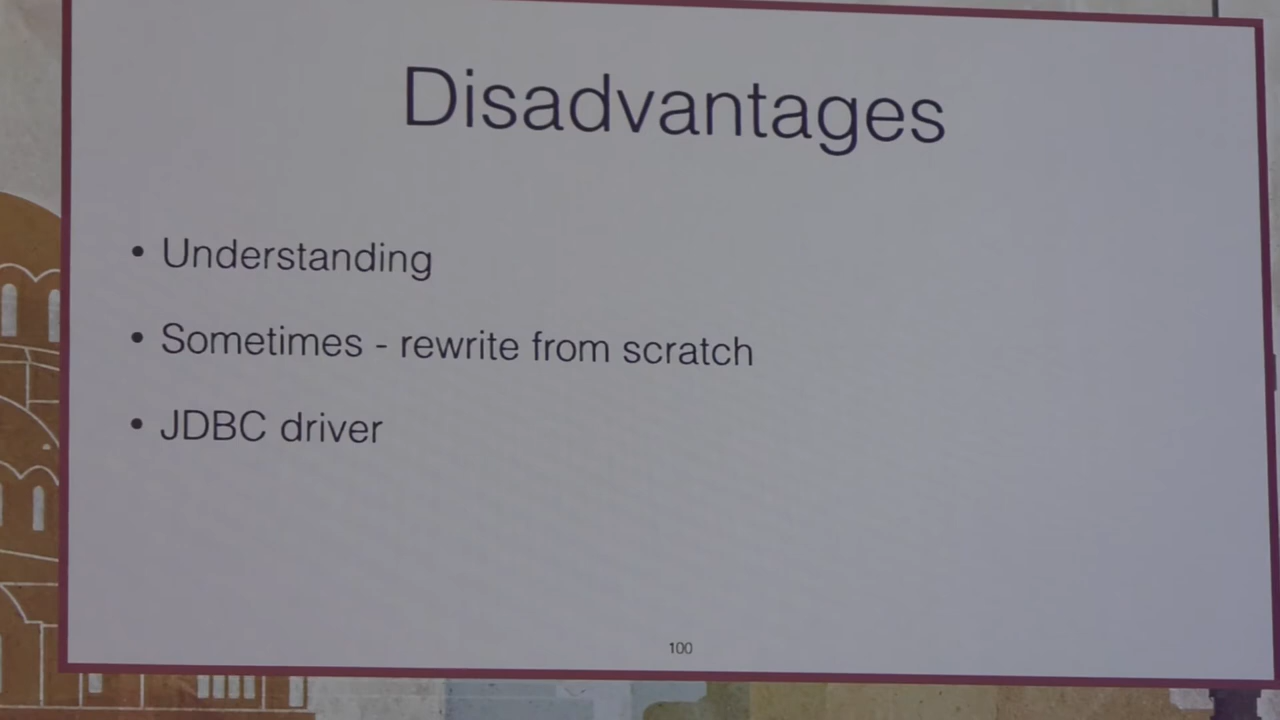 Disadvantages
• Understanding
• Sometimes - rewrite from scratch
• JDBC driver
100